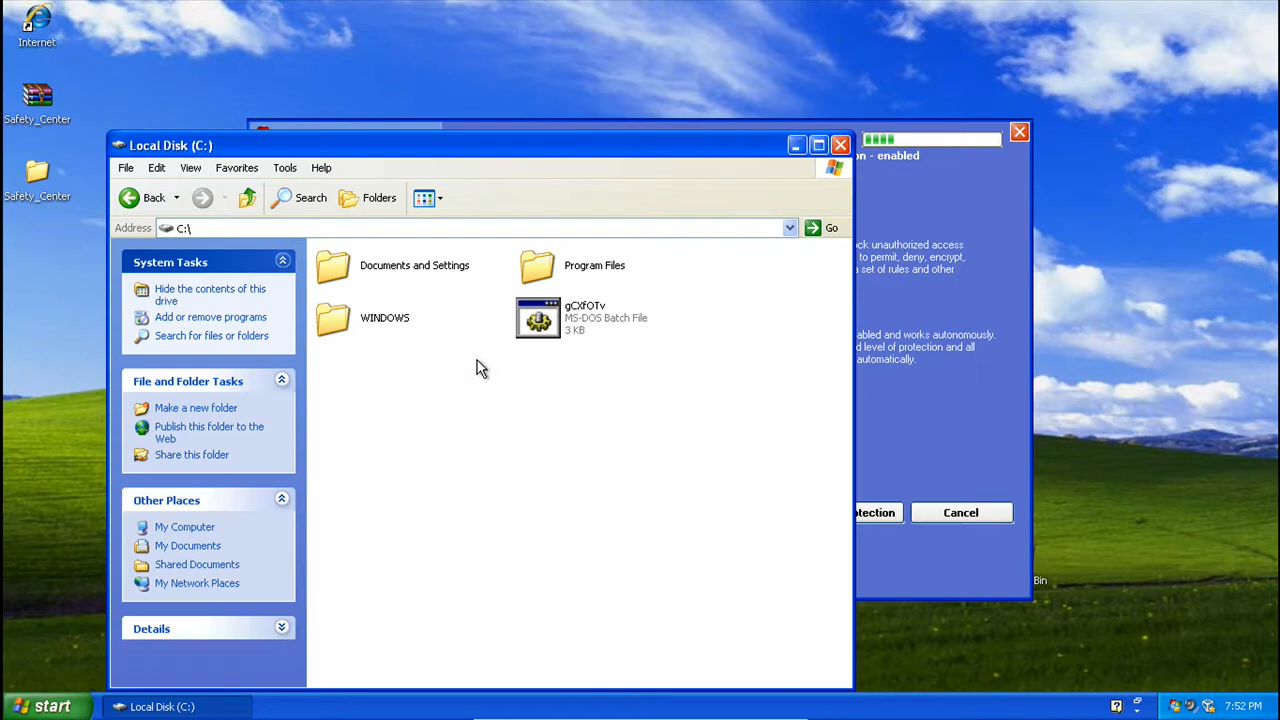 Internet
Safety_Center
Safety_Center
Local Disk (C:)
File Edit View Favorites Tools Help
Back Search Folders
Address C:\ Go
System Tasks
Hide the contents of this
drive
Add or remove programs
Search for files or folders
File and Folder Tasks
Make a new folder
Publish this folder to the
Web
Share this folder
Other Places
My Computer
My Documents
Shared Documents
My Network Places
Details
Documents and Settings
Program Files
WINDOWS
gCXfOTv
MS-DOS Batch File
3 KB
on - enabled
ock unauthorized access
to permit, deny, encrypt,
a set of rules and other
abled and works autonomously.
d level of protection and all
automatically.
otection
Cancel
Bin
start
Local Disk (C:)
?
7:52 PM